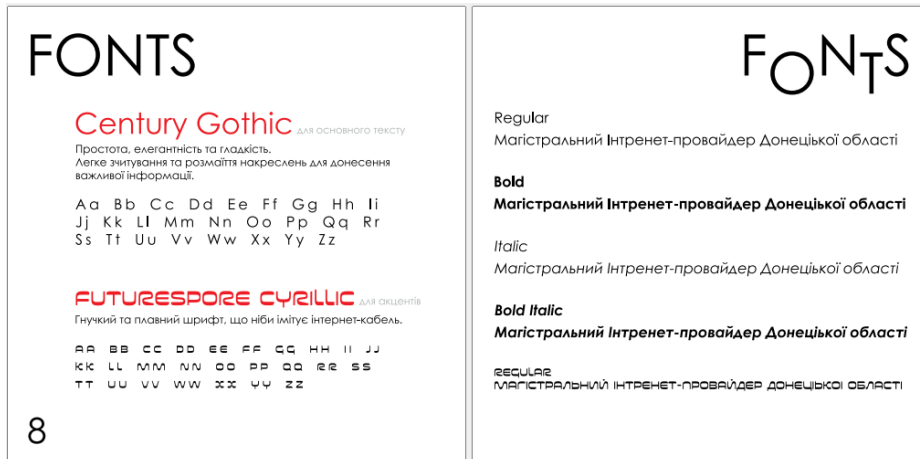 FONTS
Century Gothic для основного тексту
Простота, елегантність та гладкість.
Легке зчитування та розмаїття накреслень для донесення
важливої інформації.
Aa Bb Cc Dd Ee Ff Gg Hh Ii
Jj Kk Ll Mm Nn Oo Pp Qq Rr
Ss Tt Uu Vv Ww Xx Yy Zz
FUTURESPORE CYRILLIC для акцентів
Гнучкий та плавний шрифт, що ніби імітує інтернет-кабель.
AA BB CC DD EE FF GG HH II JJ
KK LL MM NN OO PP QQ RR SS
TT UU VV WW XX YY ZZ
8
FONTS
Regular
Магістральний Інтренет-провайдер Донеціької області
Bold
Магістральний Інтренет-провайдер Донеціької області
Italic
Магістральний Інтренет-провайдер Донеціької області
Bold Italic
Магістральний Інтренет-провайдер Донеціької області
REGULAR
МАГІСТРАЛЬНИЙ ІНТРЕНЕТ-ПРОВАЙДЕР ДОНЕЦІЬКОІ ОБЛАСТІ